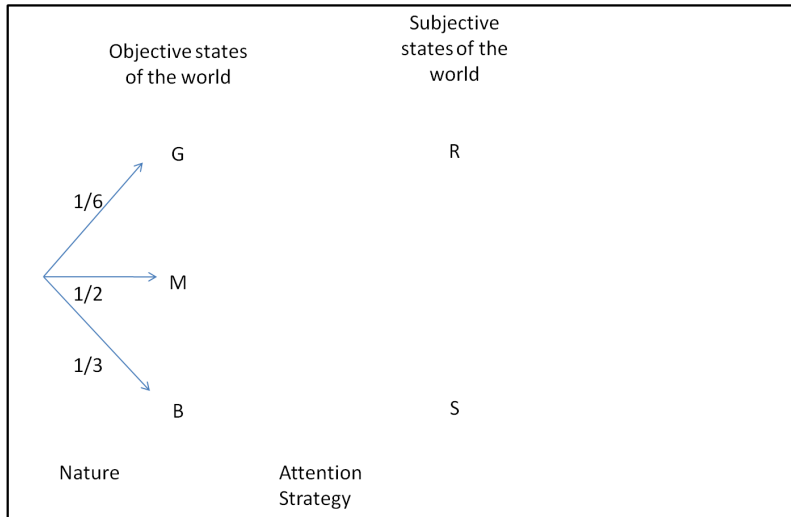 Objective states
of the world
Subjective
states of the
world
G
R
1/6
M
1/2
1/3
B
S
Nature
Attention
Strategy